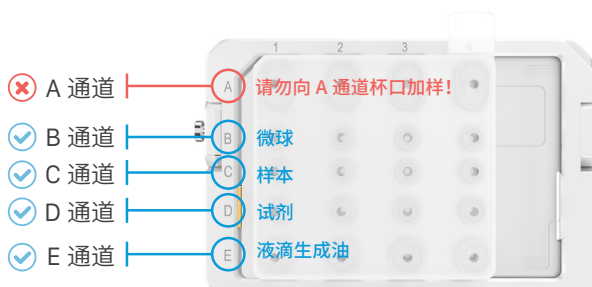 1 2 3 4
A 通道 A 请勿向 A 通道杯口加样!
B 通道 B 微球
C 通道 C 样本
D 通道 D 试剂
E 通道 E 液滴生成油